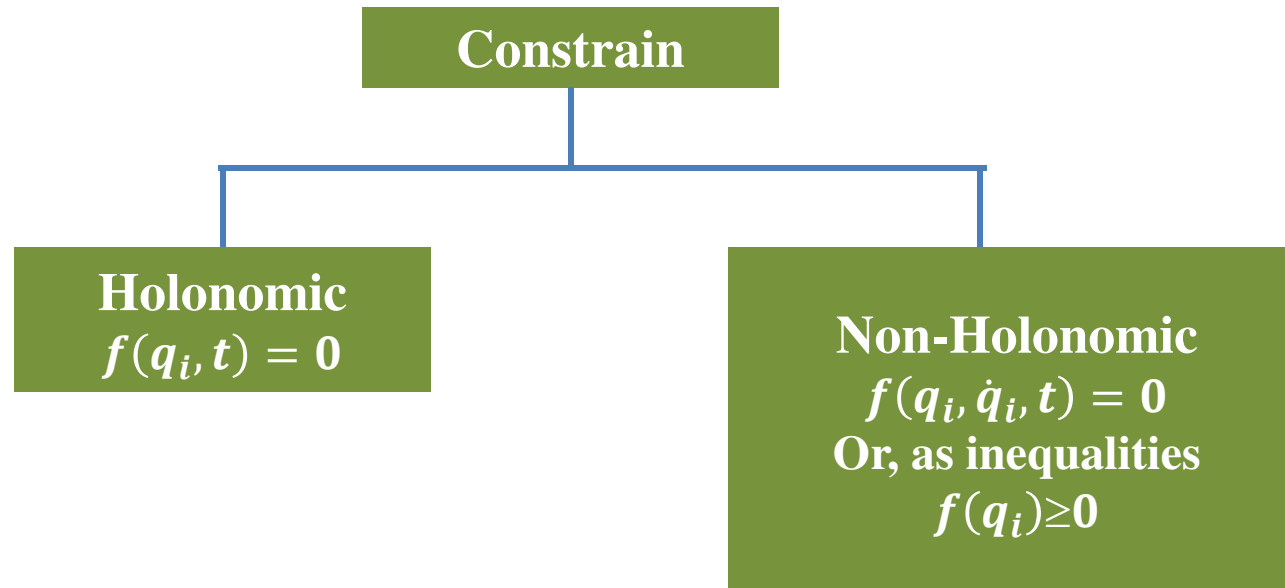 Constrain
Holonomic
f(qᵢ, t) = 0
Non-Holonomic
f(qᵢ, q̇ᵢ, t) = 0
Or, as inequalities
f(qᵢ)≥0